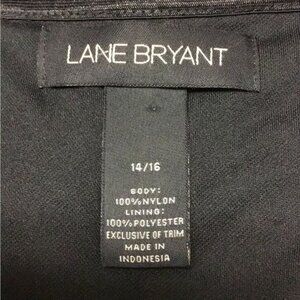 LANE BRYANT
14/16
BODY:
100%NYLON
LINING:
100%POLYESTER
EXCLUSIVE OF TRIM
MADE IN
INDONESIA